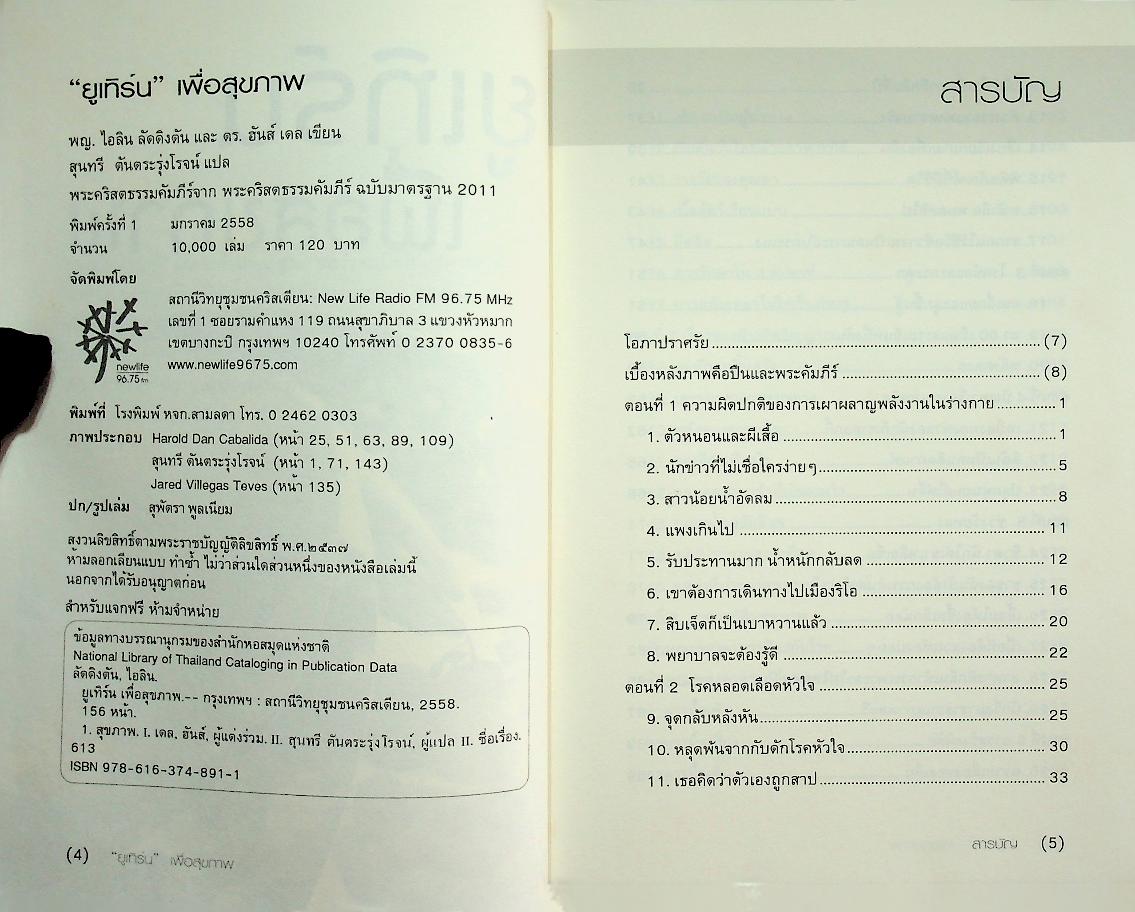 "ยูเทิร์น" เพื่อสุขภาพ
พญ. ไอลิน ลัดดิงตัน และ ดร. ฮันส์ เดล เขียน
สุนทรี ตันตระรุ่งโรจน์ แปล
พระคริสตธรรมคัมภีร์จาก พระคริสตธรรมคัมภีร์ ฉบับมาตรฐาน 2011
พิมพ์ครั้งที่ 1 มกราคม 2558
จำนวน 10,000 เล่ม ราคา 120 บาท
จัดพิมพ์โดย
สถานีวิทยุชุมชนคริสเตียน: New Life Radio FM 96.75 MHz
เลขที่ 1 ซอยรามคำแหง 119 ถนนสุขาภิบาล 3 แขวงหัวหมาก
เขตบางกะปิ กรุงเทพฯ 10240 โทรศัพท์ 0 2370 0835-6
www.newlife9675.com
newlife
96.75 fm
พิมพ์ที่ โรงพิมพ์ หจก.สามลดา โทร. 0 2462 0303
ภาพประกอบ Harold Dan Cabalida (หน้า 25, 51, 63, 89, 109)
สุนทรี ตันตระรุ่งโรจน์ (หน้า 1, 71, 143)
Jared Villegas Teves (หน้า 135)
ปก/รูปเล่ม สุพัตรา พูลเนียม
สงวนลิขสิทธิ์ตามพระราชบัญญัติลิขสิทธิ์ พ.ศ.๒๕๓๗
ห้ามลอกเลียนแบบ ทำซ้ำ ไม่ว่าส่วนใดส่วนหนึ่งของหนังสือเล่มนี้
นอกจากได้รับอนุญาตก่อน
สำหรับแจกฟรี ห้ามจำหน่าย
ข้อมูลทางบรรณานุกรมของสำนักหอสมุดแห่งชาติ
National Library of Thailand Cataloging in Publication Data
ลัดดิงตัน, ไอลิน.
ยูเทิร์น เพื่อสุขภาพ.-- กรุงเทพฯ : สถานีวิทยุชุมชนคริสเตียน, 2558.
156 หน้า.
1. สุขภาพ. I. เดล, ฮันส์, ผู้แต่งร่วม. II. สุนทรี ตันตระรุ่งโรจน์, ผู้แปล II. ชื่อเรื่อง.
613
ISBN 978-616-374-891-1
(4) "ยูเทิร์น" เพื่อสุขภาพ
สารบัญ
โอภาปราศรัย ..... (7)
เบื้องหลังภาพคือปืนและพระคัมภีร์ ..... (8)
ตอนที่ 1 ความผิดปกติของการเผาผลาญพลังงานในร่างกาย ..... 1
1. ตัวหนอนและผีเสื้อ ..... 1
2. นักข่าวที่ไม่เชื่อใครง่ายๆ ..... 5
3. สาวน้อยน้ำอัดลม ..... 8
4. แพงเกินไป ..... 11
5. รับประทานมาก น้ำหนักกลับลด ..... 12
6. เขาต้องการเดินทางไปเมืองริโอ ..... 16
7. สิบเจ็ดก็เป็นเบาหวานแล้ว ..... 20
8. พยาบาลจะต้องรู้ดี ..... 22
ตอนที่ 2 โรคหลอดเลือดหัวใจ ..... 25
9. จุดกลับหลังหัน ..... 25
10. หลุดพ้นจากกับดักโรคหัวใจ ..... 30
11. เธอคิดว่าตัวเองถูกสาป ..... 33
สารบัญ (5)